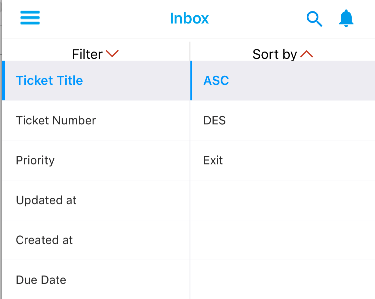 Inbox
Filter
Sort by
Ticket Title
ASC
Ticket Number
DES
Priority
Exit
Updated at
Created at
Due Date